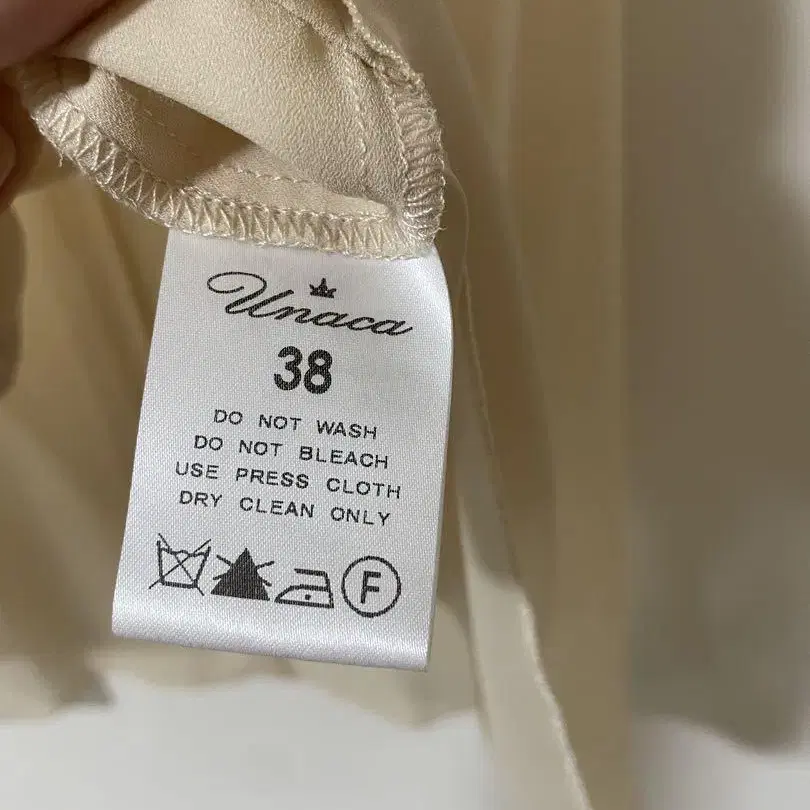 Unaca
38
DO NOT WASH
DO NOT BLEACH
USE PRESS CLOTH
DRY CLEAN ONLY
F